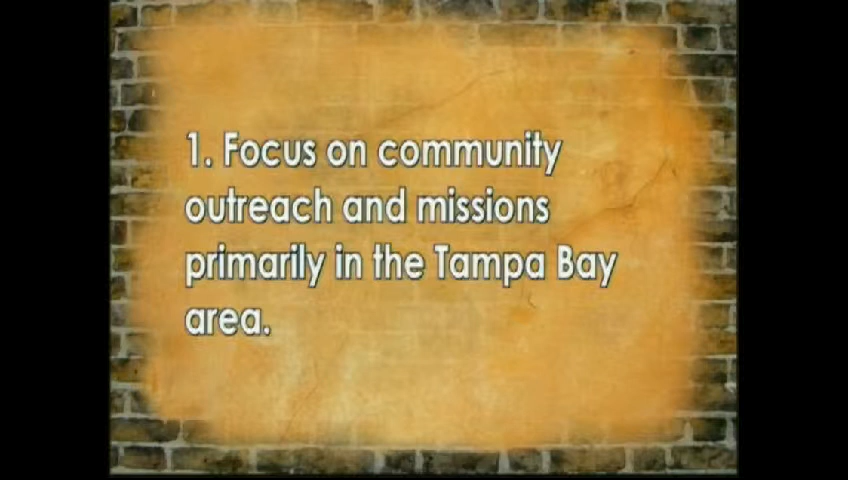 1. Focus on community
outreach and missions
primarily in the Tampa Bay
area.